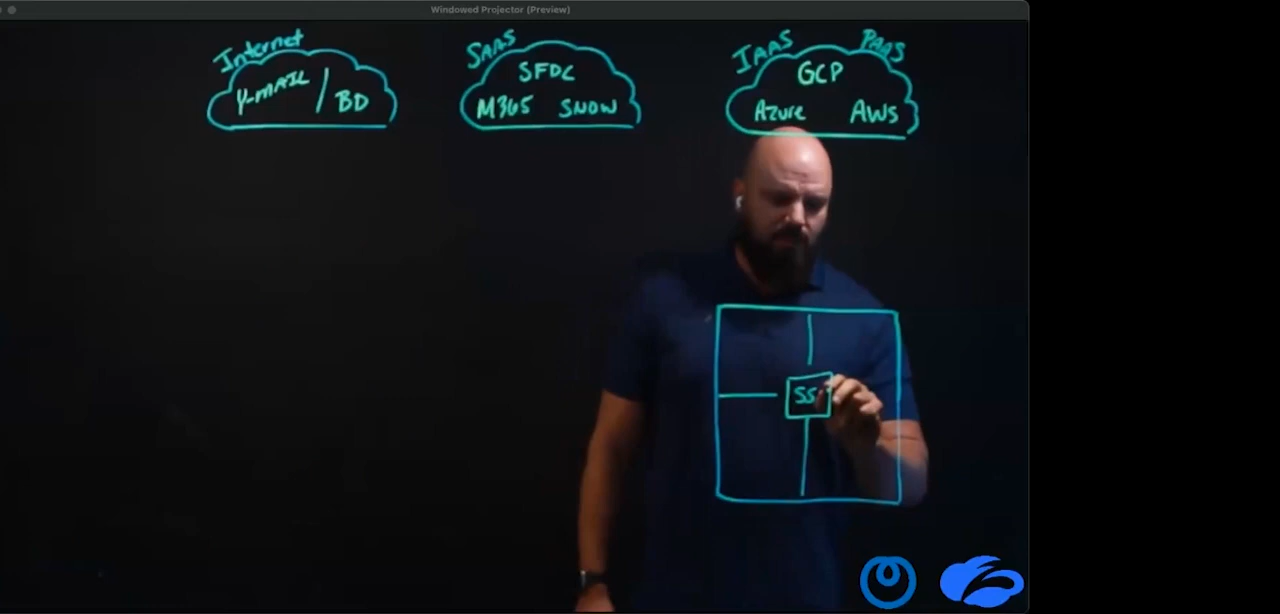 Windowed Projector (Preview)
Internet
Y-MAIL / BD
SAAS
SFDC
M365 SNOW
IAAS PAAS
GCP
Azure AWS
SS